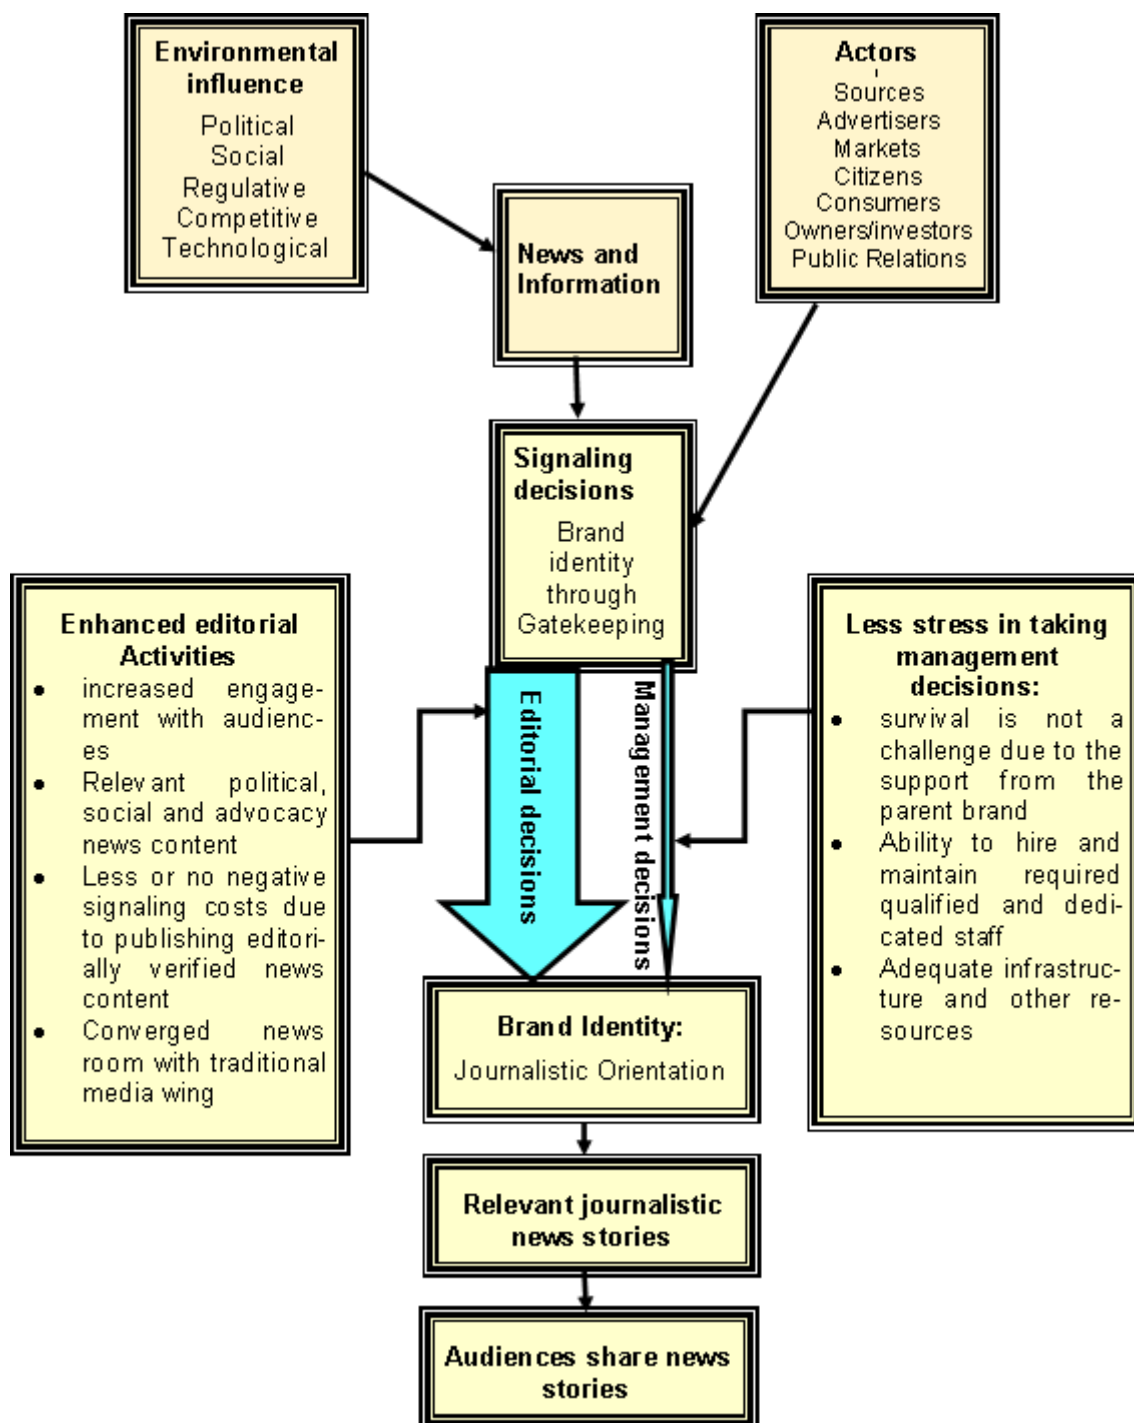 Environmental
influence
Political
Social
Regulative
Competitive
Technological
Actors
Sources
Advertisers
Markets
Citizens
Consumers
Owners/investors
Public Relations
News and
Information
Signaling
decisions
Brand
identity
through
Gatekeeping
Enhanced editorial
Activities
● increased engage-
ment with audienc-
es
● Relevant political,
social and advocacy
news content
● Less or no negative
signaling costs due
to publishing editori-
ally verified news
content
● Converged news
room with traditional
media wing
Editorial decisions
Management decisions
Less stress in taking
management
decisions:
● survival is not a
challenge due to the
support from the
parent brand
● Ability to hire and
maintain required
qualified and dedi-
cated staff
● Adequate infrastruc-
ture and other re-
sources
Brand Identity:
Journalistic Orientation
Relevant journalistic
news stories
Audiences share news
stories